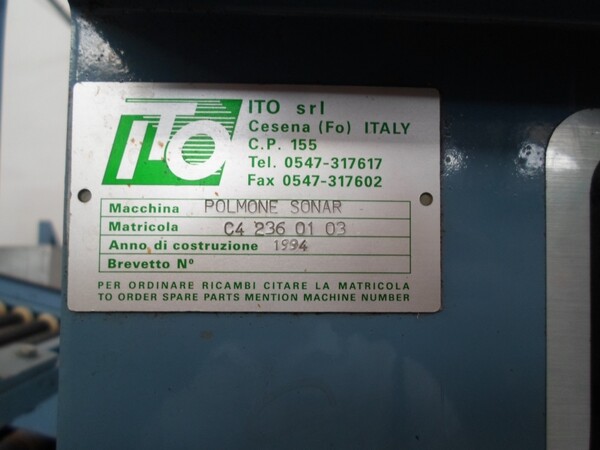 ITO
ITO srl
Cesena (Fo) ITALY
C.P. 155
Tel. 0547-317617
Fax 0547-317602
Macchina POLMONE SONAR
Matricola C4 236 01 03
Anno di costruzione 1994
Brevetto Nº
PER ORDINARE RICAMBI CITARE LA MATRICOLA
TO ORDER SPARE PARTS MENTION MACHINE NUMBER